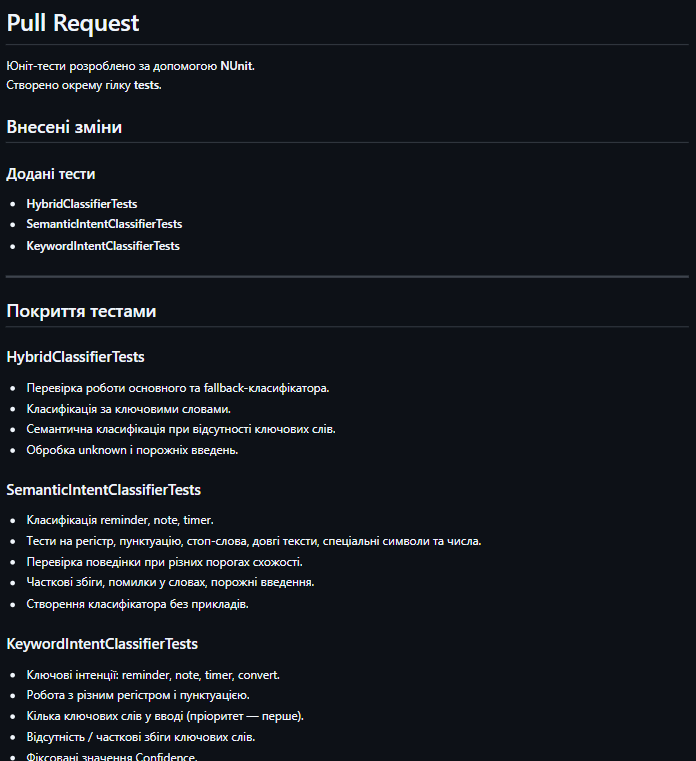 Pull Request
Юніт-тести розроблено за допомогою NUnit.
Створено окрему гілку tests.
Внесені зміни
Додані тести
HybridClassifierTests
SemanticIntentClassifierTests
KeywordIntentClassifierTests
Покриття тестами
HybridClassifierTests
Перевірка роботи основного та fallback-класифікатора.
Класифікація за ключовими словами.
Семантична класифікація при відсутності ключових слів.
Обробка unknown і порожніх введень.
SemanticIntentClassifierTests
Класифікація reminder, note, timer.
Тести на регістр, пунктуацію, стоп-слова, довгі тексти, спеціальні символи та числа.
Перевірка поведінки при різних порогах схожості.
Часткові збіги, помилки у словах, порожні введення.
Створення класифікатора без прикладів.
KeywordIntentClassifierTests
Ключові інтенції: reminder, note, timer, convert.
Робота з різним регістром і пунктуацією.
Кілька ключових слів у вводі (пріоритет — перше).
Відсутність / часткові збіги ключових слів.
Фіксовані значення Confidence.